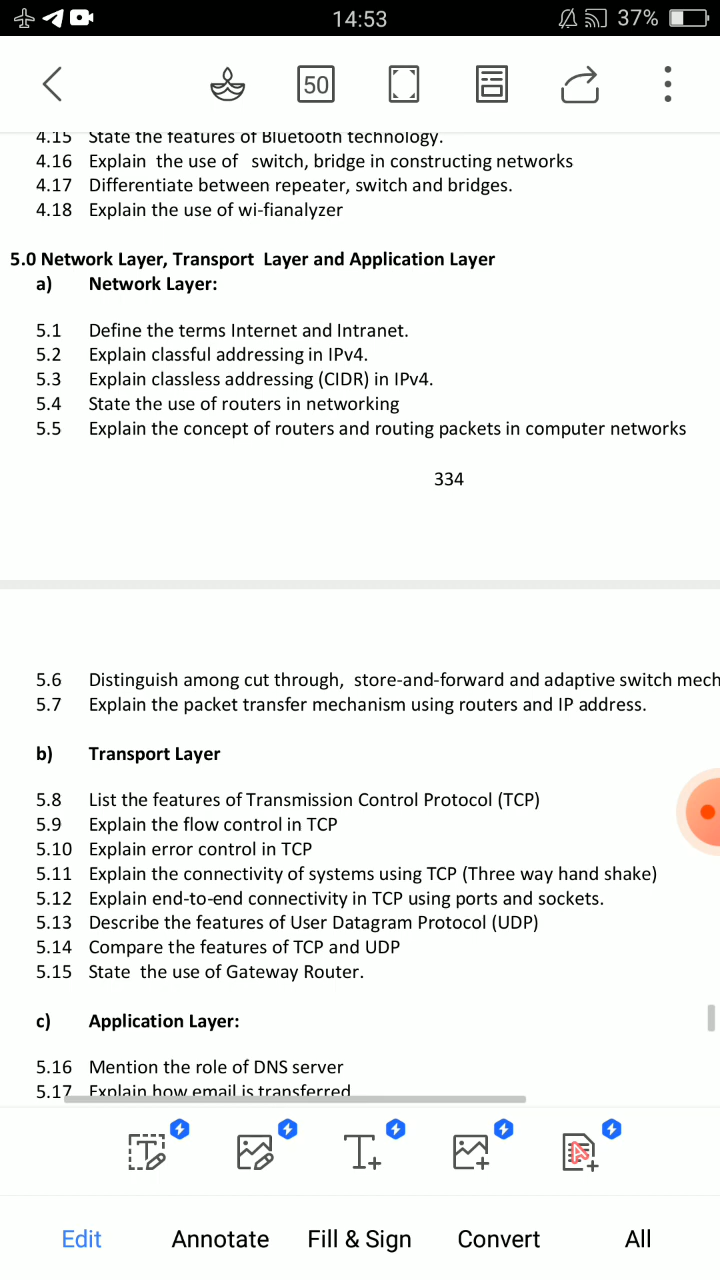 14:53
37%
50
4.15 State the features of Bluetooth technology.
4.16 Explain the use of switch, bridge in constructing networks
4.17 Differentiate between repeater, switch and bridges.
4.18 Explain the use of wi-fianalyzer
5.0 Network Layer, Transport Layer and Application Layer
a) Network Layer:
5.1 Define the terms Internet and Intranet.
5.2 Explain classful addressing in IPv4.
5.3 Explain classless addressing (CIDR) in IPv4.
5.4 State the use of routers in networking
5.5 Explain the concept of routers and routing packets in computer networks
334
5.6 Distinguish among cut through, store-and-forward and adaptive switch mech
5.7 Explain the packet transfer mechanism using routers and IP address.
b) Transport Layer
5.8 List the features of Transmission Control Protocol (TCP)
5.9 Explain the flow control in TCP
5.10 Explain error control in TCP
5.11 Explain the connectivity of systems using TCP (Three way hand shake)
5.12 Explain end-to-end connectivity in TCP using ports and sockets.
5.13 Describe the features of User Datagram Protocol (UDP)
5.14 Compare the features of TCP and UDP
5.15 State the use of Gateway Router.
c) Application Layer:
5.16 Mention the role of DNS server
5.17 Explain how email is transferred
Edit Annotate Fill & Sign Convert All